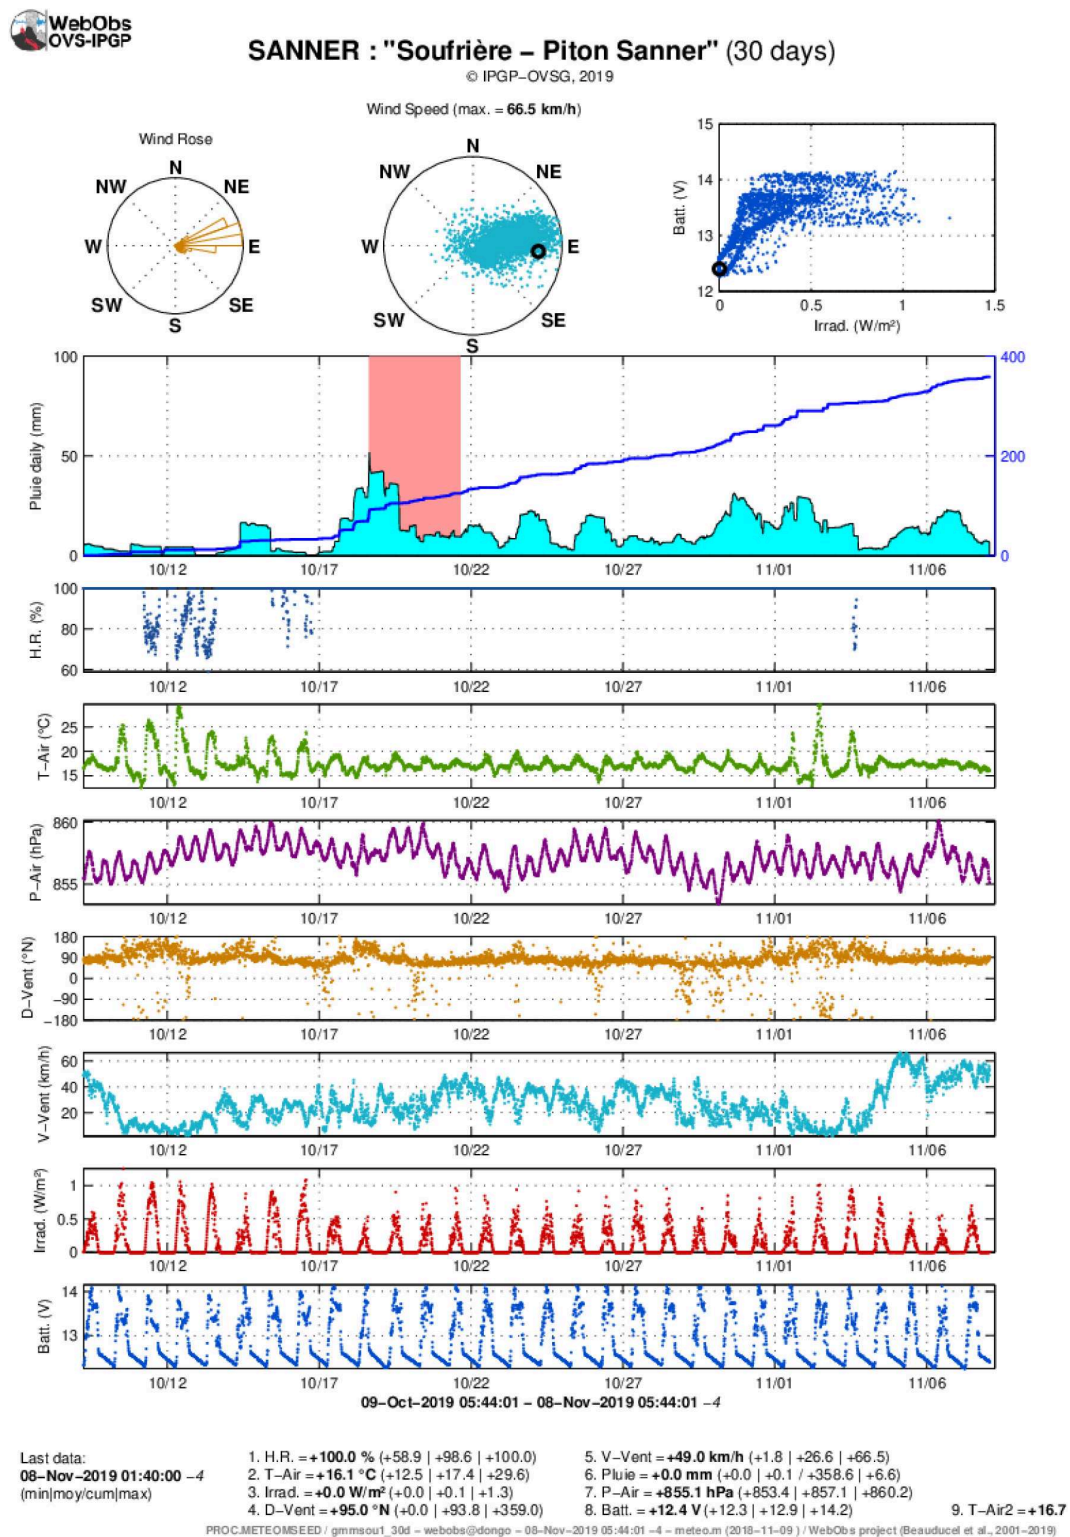 WebObs
OVS-IPGP
SANNER : "Soufrière – Piton Sanner" (30 days)
© IPGP–OVSG, 2019
Wind Rose
N
NW NE
W E
SW SE
S
Wind Speed (max. = 66.5 km/h)
N
NW NE
W E
SW SE
S
15
14
13
12
Batt. (V)
0 0.5 1 1.5
Irrad. (W/m²)
100
50
0
Pluie daily (mm)
400
200
0
10/12 10/17 10/22 10/27 11/01 11/06
100
80
60
H.R. (%)
10/12 10/17 10/22 10/27 11/01 11/06
25
20
15
T–Air (°C)
10/12 10/17 10/22 10/27 11/01 11/06
860
855
P–Air (hPa)
10/12 10/17 10/22 10/27 11/01 11/06
180
90
0
–90
–180
D–Vent (°N)
10/12 10/17 10/22 10/27 11/01 11/06
60
40
20
V–Vent (km/h)
10/12 10/17 10/22 10/27 11/01 11/06
1
0.5
0
Irrad. (W/m²)
10/12 10/17 10/22 10/27 11/01 11/06
14
13
Batt. (V)
10/12 10/17 10/22 10/27 11/01 11/06
09–Oct–2019 05:44:01 – 08–Nov–2019 05:44:01 –4
Last data:
08–Nov–2019 01:40:00 –4
(min|moy/cum|max)
1. H.R. = +100.0 % (+58.9 | +98.6 | +100.0)
2. T–Air = +16.1 °C (+12.5 | +17.4 | +29.6)
3. Irrad. = +0.0 W/m² (+0.0 | +0.1 | +1.3)
4. D–Vent = +95.0 °N (+0.0 | +93.8 | +359.0)
5. V–Vent = +49.0 km/h (+1.8 | +26.6 | +66.5)
6. Pluie = +0.0 mm (+0.0 | +0.1 / +358.6 | +6.6)
7. P–Air = +855.1 hPa (+853.4 | +857.1 | +860.2)
8. Batt. = +12.4 V (+12.3 | +12.9 | +14.2)
9. T–Air2 = +16.7
PROC.METEOMSEED / gmmsou1_30d – webobs@dongo – 08–Nov–2019 05:44:01 –4 – meteo.m (2018–11–09 ) / WebObs project (Beauducel et al., 2001–2019)